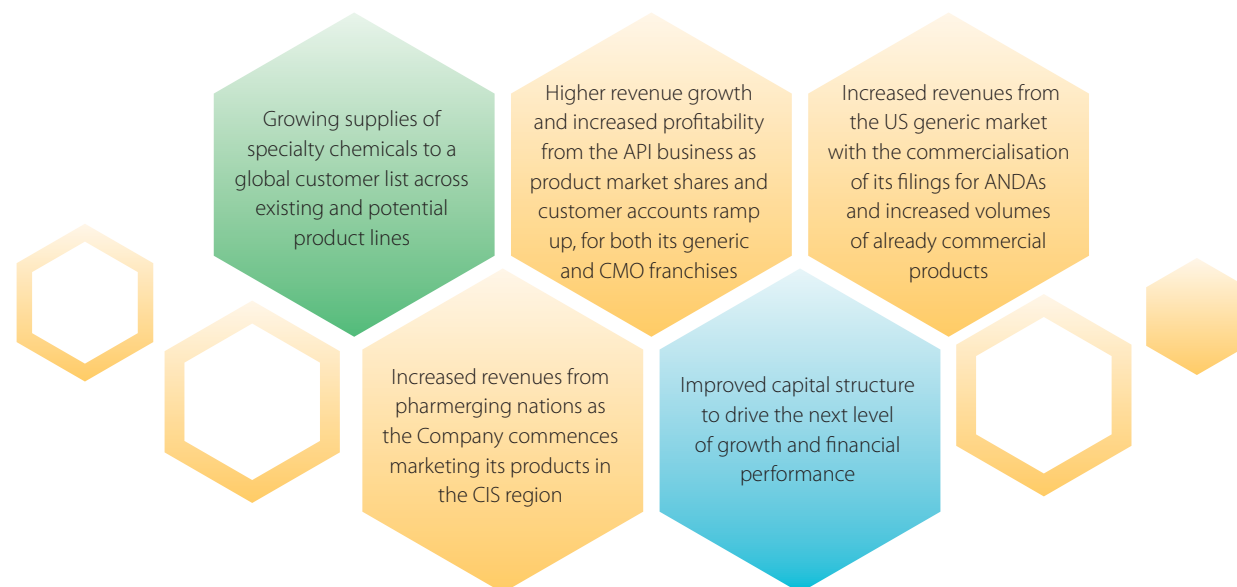 Growing supplies of
specialty chemicals to a
global customer list across
existing and potential
product lines
Higher revenue growth
and increased profitability
from the API business as
product market shares and
customer accounts ramp
up, for both its generic
and CMO franchises
Increased revenues from
the US generic market
with the commercialisation
of its filings for ANDAs
and increased volumes
of already commercial
products
Increased revenues from
pharmerging nations as
the Company commences
marketing its products in
the CIS region
Improved capital structure
to drive the next level
of growth and financial
performance